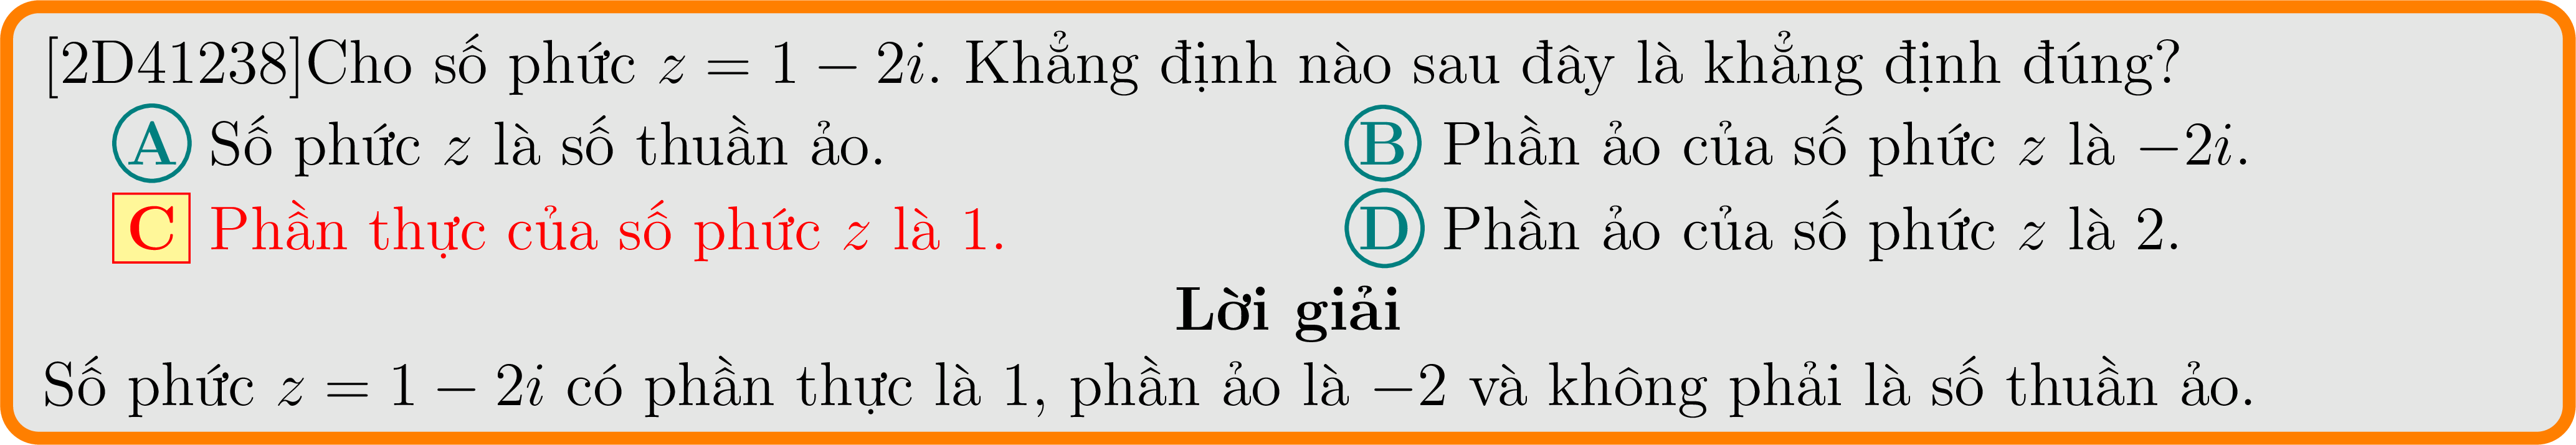 [2D41238]Cho số phức z = 1 − 2i. Khẳng định nào sau đây là khẳng định đúng?
A Số phức z là số thuần ảo. B Phần ảo của số phức z là −2i.
C Phần thực của số phức z là 1. D Phần ảo của số phức z là 2.
Lời giải
Số phức z = 1 − 2i có phần thực là 1, phần ảo là −2 và không phải là số thuần ảo.